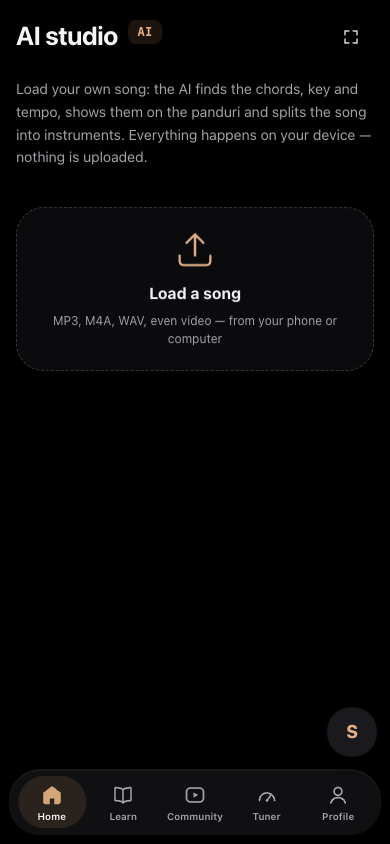 AI studio AI
Load your own song: the AI finds the chords, key and
tempo, shows them on the panduri and splits the song
into instruments. Everything happens on your device —
nothing is uploaded.
Load a song
MP3, M4A, WAV, even video — from your phone or
computer
S
Home Learn Community Tuner Profile